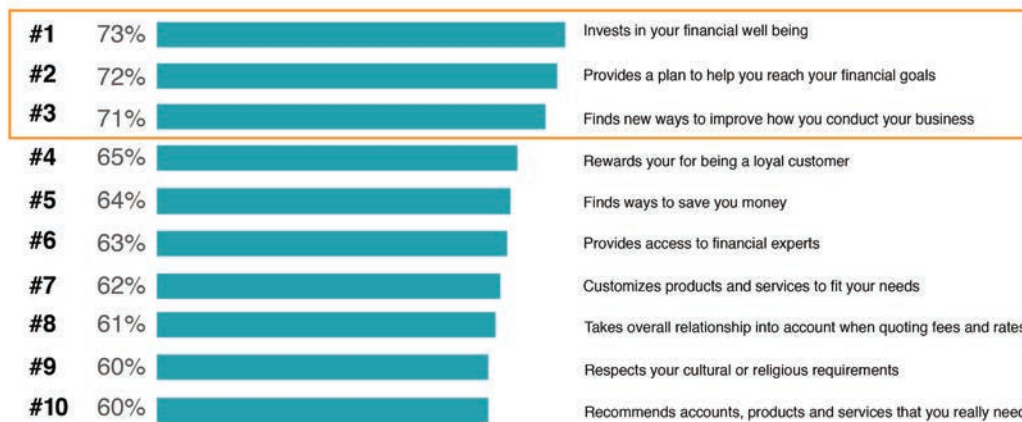 #1 73% Invests in your financial well being
#2 72% Provides a plan to help you reach your financial goals
#3 71% Finds new ways to improve how you conduct your business
#4 65% Rewards your for being a loyal customer
#5 64% Finds ways to save you money
#6 63% Provides access to financial experts
#7 62% Customizes products and services to fit your needs
#8 61% Takes overall relationship into account when quoting fees and rates
#9 60% Respects your cultural or religious requirements
#10 60% Recommends accounts, products and services that you really need